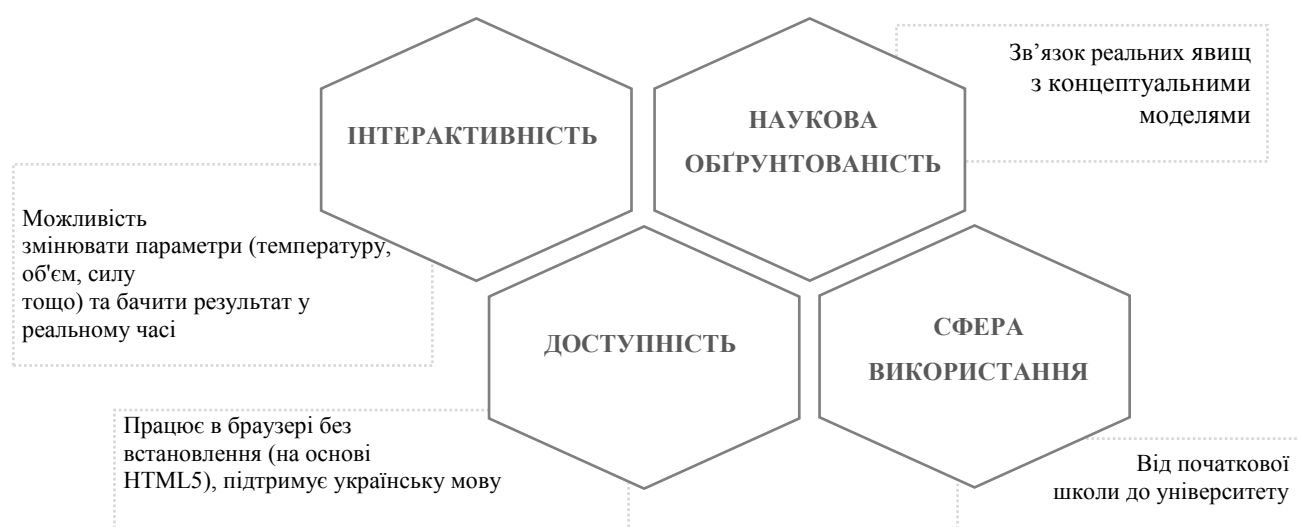 ІНТЕРАКТИВНІСТЬ
НАУКОВА
ОБҐРУНТОВАНІСТЬ
Зв’язок реальних явищ
з концептуальними
моделями
Можливість
змінювати параметри (температуру,
об'єм, силу
тощо) та бачити результат у
реальному часі
ДОСТУПНІСТЬ
СФЕРА
ВИКОРИСТАННЯ
Працює в браузері без
встановлення (на основі
HTML5), підтримує українську мову
Від початкової
школи до університету